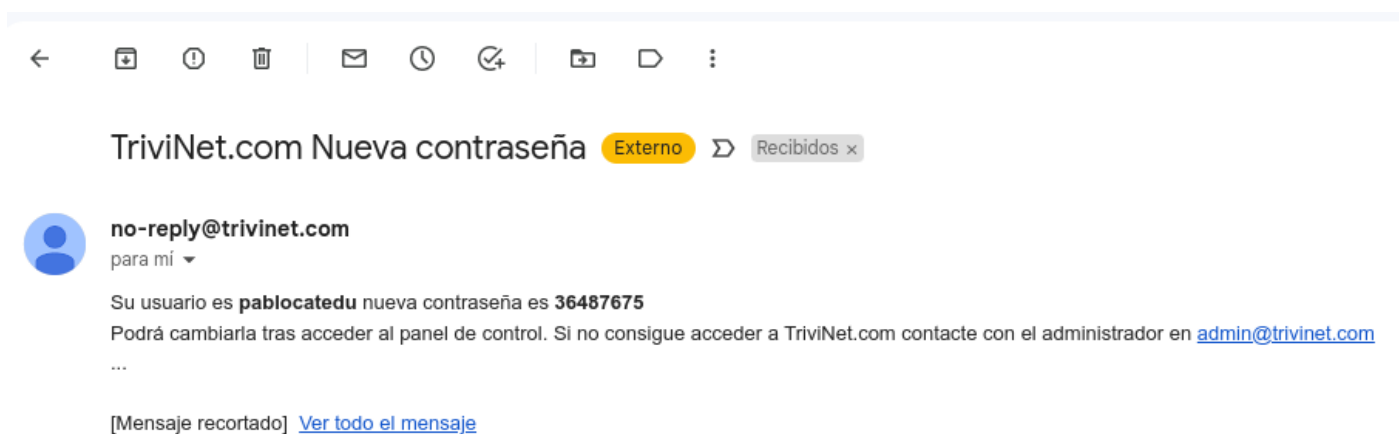 TriviNet.com Nueva contraseña Externo Recibidos ×
no-reply@trivinet.com
para mí
Su usuario es pablocatedu nueva contraseña es 36487675
Podrá cambiarla tras acceder al panel de control. Si no consigue acceder a TriviNet.com contacte con el administrador en admin@trivinet.com
...
[Mensaje recortado] Ver todo el mensaje